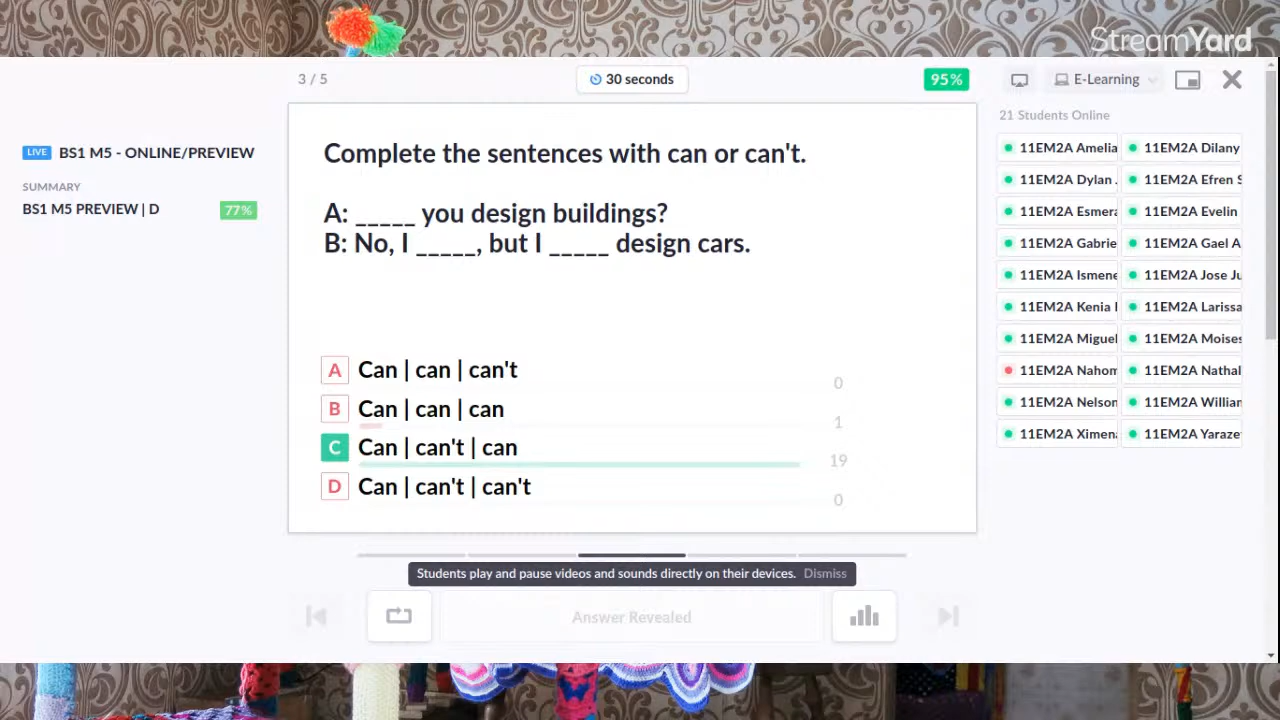 StreamYard
3 / 5
30 seconds
95%
E-Learning
21 Students Online
LIVE BS1 M5 - ONLINE/PREVIEW
SUMMARY
BS1 M5 PREVIEW | D 77%
Complete the sentences with can or can't.
A: _____ you design buildings?
B: No, I _____, but I _____ design cars.
A Can | can | can't 0
B Can | can | can 1
C Can | can't | can 19
D Can | can't | can't 0
11EM2A Amelia 11EM2A Dilany
11EM2A Dylan 11EM2A Efren S
11EM2A Esmera 11EM2A Evelin
11EM2A Gabrie 11EM2A Gael A
11EM2A Ismene 11EM2A Jose Ju
11EM2A Kenia 11EM2A Larissa
11EM2A Miguel 11EM2A Moises
11EM2A Nahom 11EM2A Nathal
11EM2A Nelson 11EM2A William
11EM2A Ximena 11EM2A Yaraze
Students play and pause videos and sounds directly on their devices. Dismiss
Answer Revealed